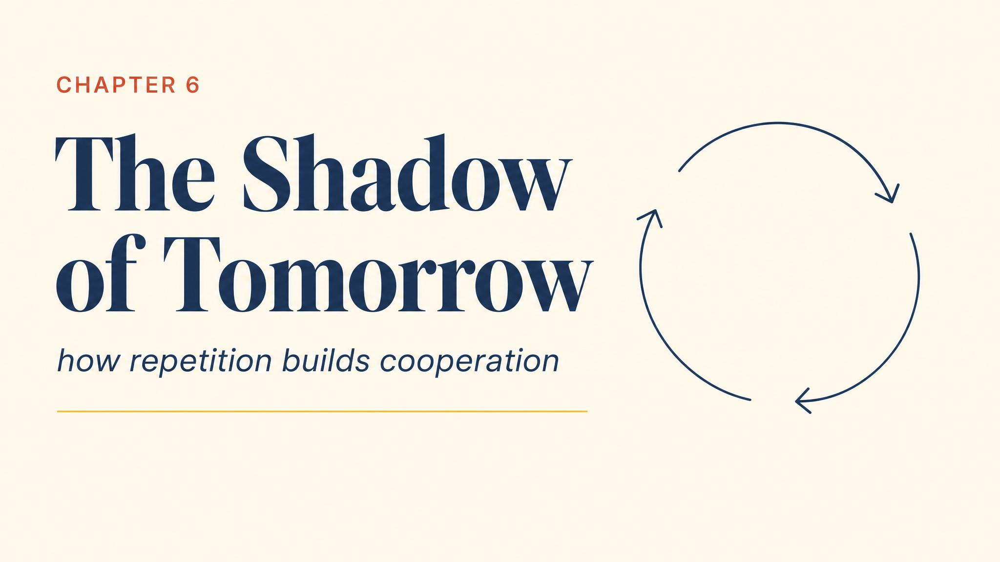 CHAPTER 6
The Shadow
of Tomorrow
how repetition builds cooperation